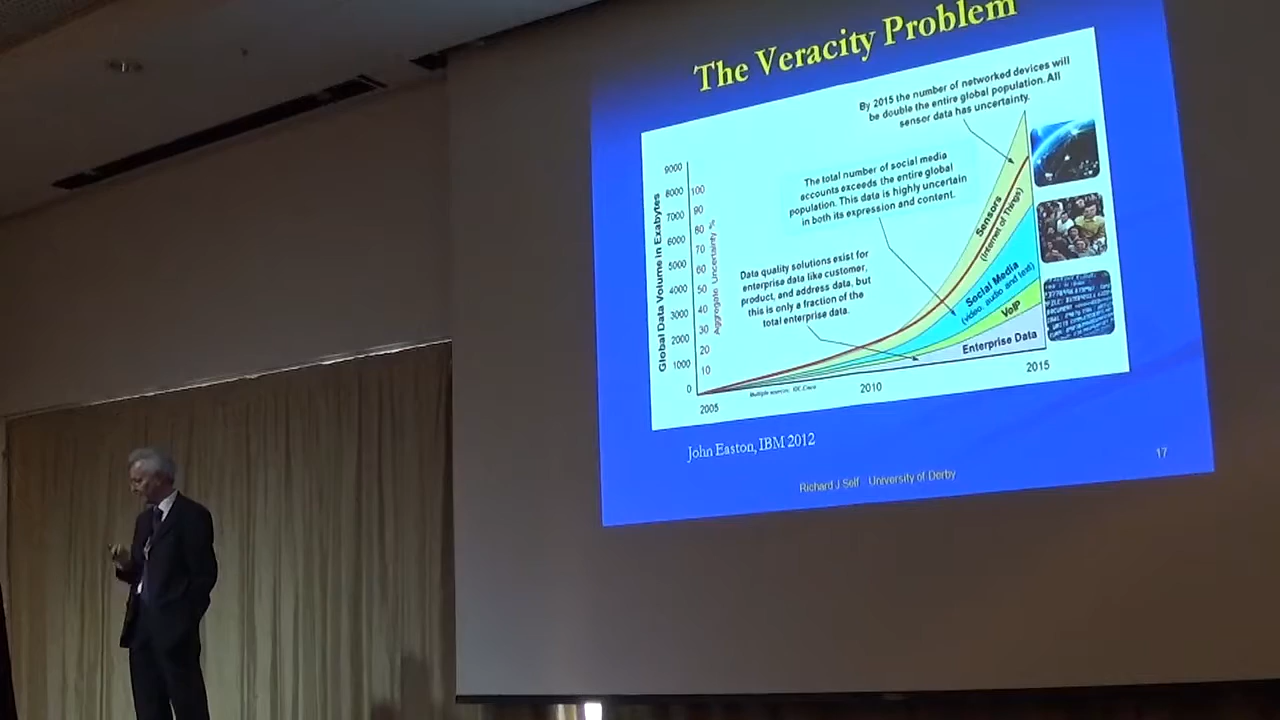 The Veracity Problem
By 2015 the number of networked devices will
be double the entire global population. All
sensor data has uncertainty.
The total number of social media
accounts exceeds the entire global
population. This data is highly uncertain
in both its expression and content.
Data quality solutions exist for
enterprise data like customer,
product, and address data, but
this is only a fraction of the
total enterprise data.
Global Data Volume in Exabytes
9000
8000
7000
6000
5000
4000
3000
2000
1000
0
Aggregate Uncertainty %
100
90
80
70
60
50
40
30
20
10
Sensors
(Internet of Things)
Social Media
(video, audio and text)
VoIP
Enterprise Data
Multiple sources: IDC,Cisco
2005
2010
2015
John Easton, IBM 2012
Richard J Self University of Derby
17